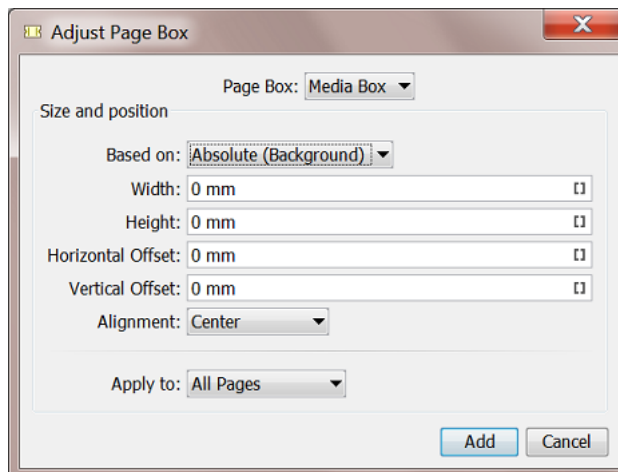 Adjust Page Box
Page Box: Media Box
Size and position
Based on: Absolute (Background)
Width: 0 mm
Height: 0 mm
Horizontal Offset: 0 mm
Vertical Offset: 0 mm
Alignment: Center
Apply to: All Pages
Add Cancel